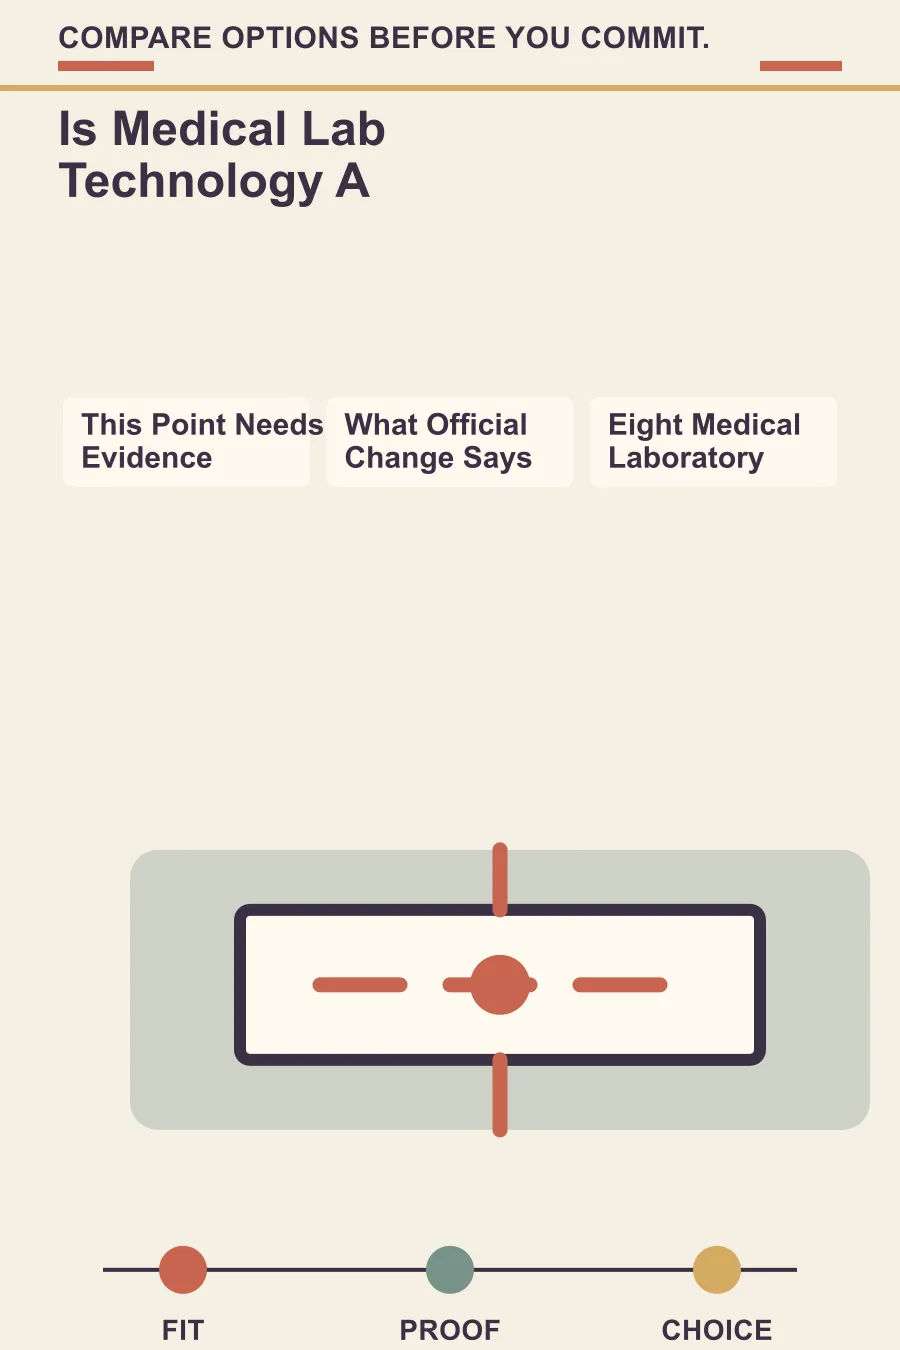 COMPARE OPTIONS BEFORE YOU COMMIT.
Is Medical Lab
Technology A
This Point Needs
Evidence
What Official
Change Says
Eight Medical
Laboratory
FIT
PROOF
CHOICE